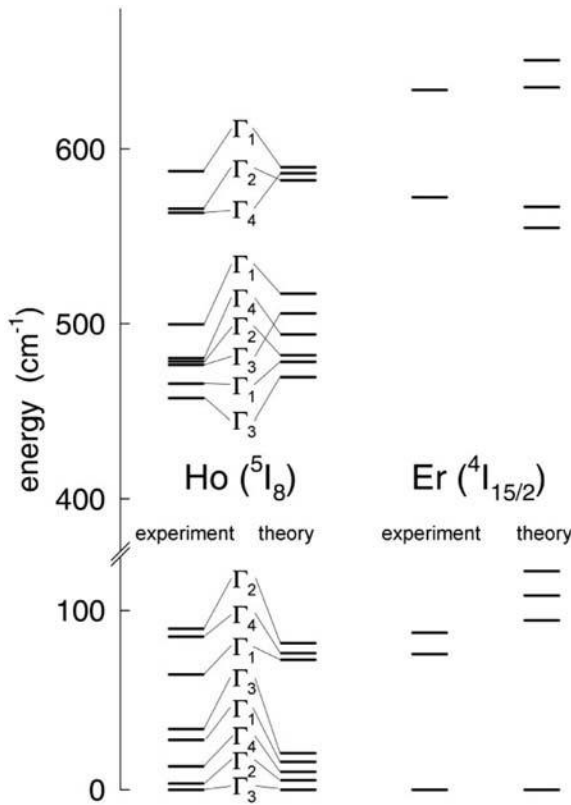 600
500
400
100
0
energy (cm⁻¹)
Γ₁
Γ₂
Γ₄
Γ₁
Γ₄
Γ₂
Γ₃
Γ₁
Γ₃
Ho (⁵I₈) Er (⁴I₁₅/₂)
experiment theory experiment theory
Γ₂
Γ₄
Γ₁
Γ₃
Γ₁
Γ₄
Γ₂
Γ₃